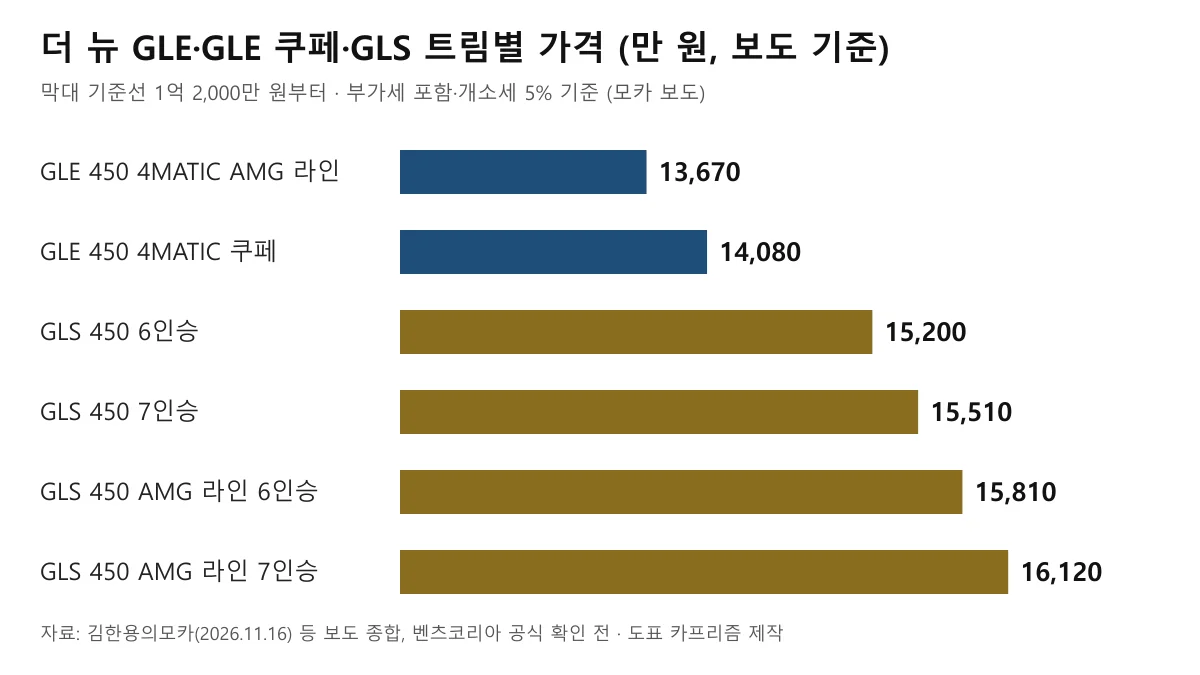 더 뉴 GLE·GLE 쿠페·GLS 트림별 가격 (만 원, 보도 기준)
막대 기준선 1억 2,000만 원부터 · 부가세 포함·개소세 5% 기준 (모카 보도)
GLE 450 4MATIC AMG 라인 13,670
GLE 450 4MATIC 쿠페 14,080
GLS 450 6인승 15,200
GLS 450 7인승 15,510
GLS 450 AMG 라인 6인승 15,810
GLS 450 AMG 라인 7인승 16,120
자료: 김한용의모카(2026.11.16) 등 보도 종합, 벤츠코리아 공식 확인 전 · 도표 카프리즘 제작